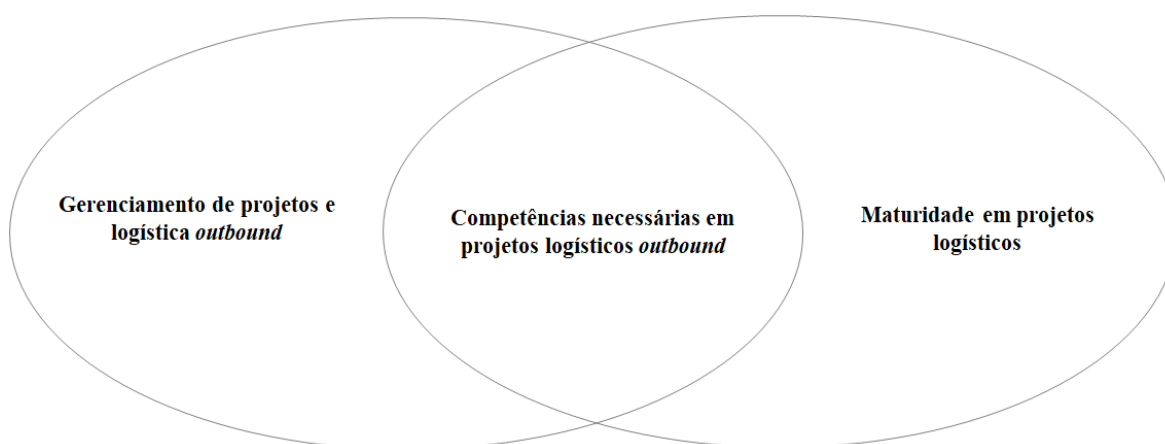 Gerenciamento de projetos e
logística outbound
Competências necessárias em
projetos logísticos outbound
Maturidade em projetos
logísticos